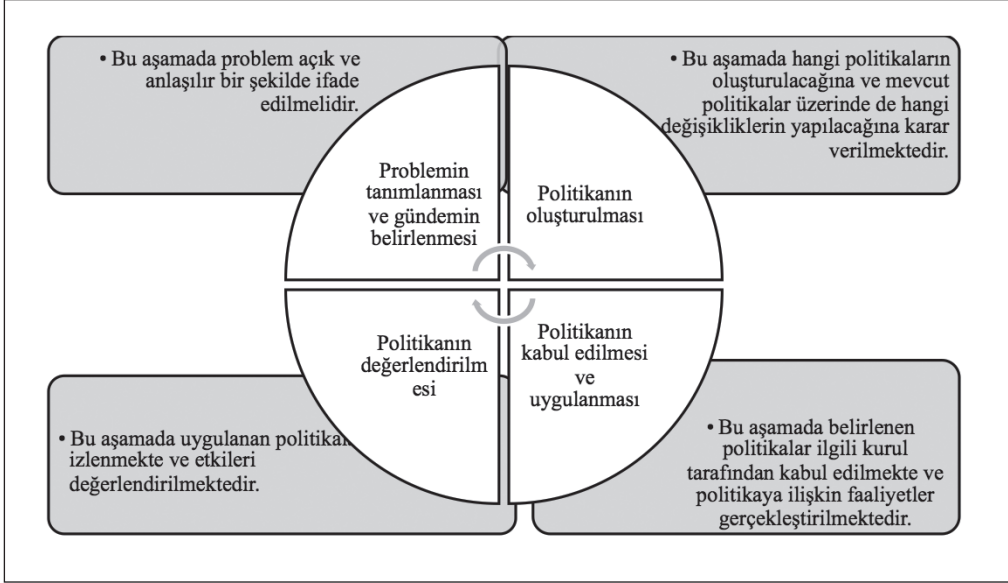 • Bu aşamada problem açık ve
anlaşılır bir şekilde ifade
edilmelidir.
• Bu aşamada hangi politikaların
oluşturulacağına ve mevcut
politikalar üzerinde de hangi
değişikliklerin yapılacağına karar
verilmektedir.
Problemin
tanımlanması
ve gündemin
belirlenmesi
Politikanın
oluşturulması
Politikanın
değerlendirilm
esi
Politikanın
kabul edilmesi
ve
uygulanması
• Bu aşamada uygulanan
izlenmekte ve etkileri
değerlendirilmektedir.
• Bu aşamada belirlenen
politikalar ilgili kurul
tarafından kabul edilmekte ve
politikaya ilişkin faaliyetler
gerçekleştirilmektedir.